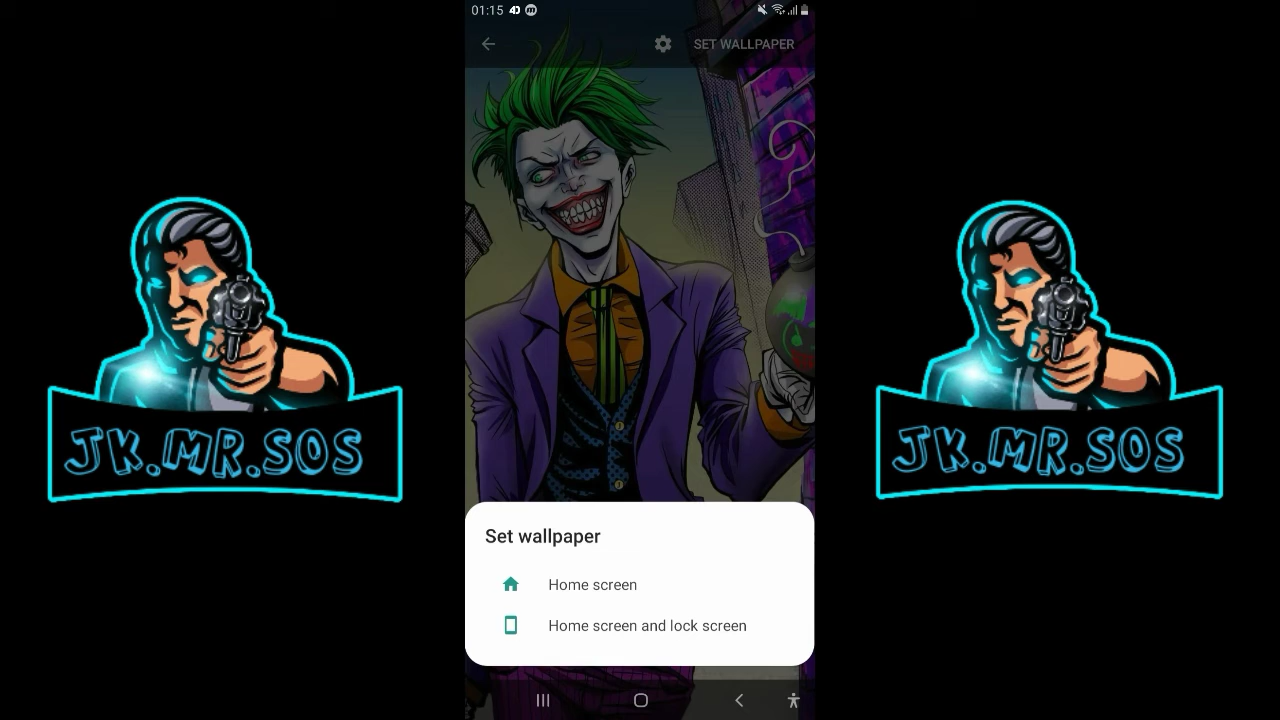 01:15 4D m
SET WALLPAPER
JK.MR.SOS
JK.MR.SOS
Set wallpaper
Home screen
Home screen and lock screen